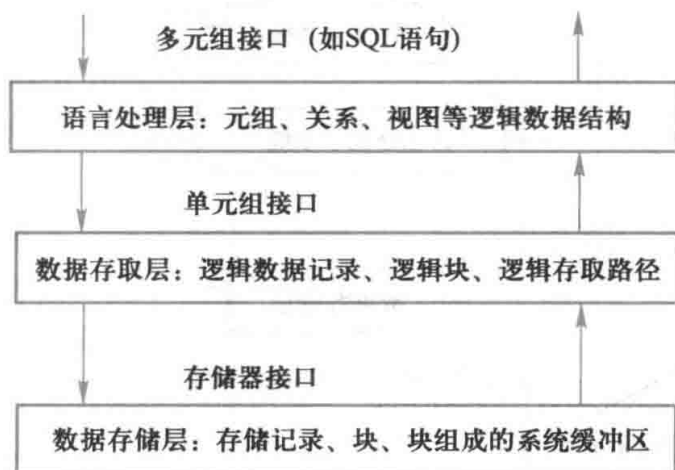 多元组接口 (如SQL语句)
语言处理层：元组、关系、视图等逻辑数据结构
单元组接口
数据存取层：逻辑数据记录、逻辑块、逻辑存取路径
存储器接口
数据存储层：存储记录、块、块组成的系统缓冲区